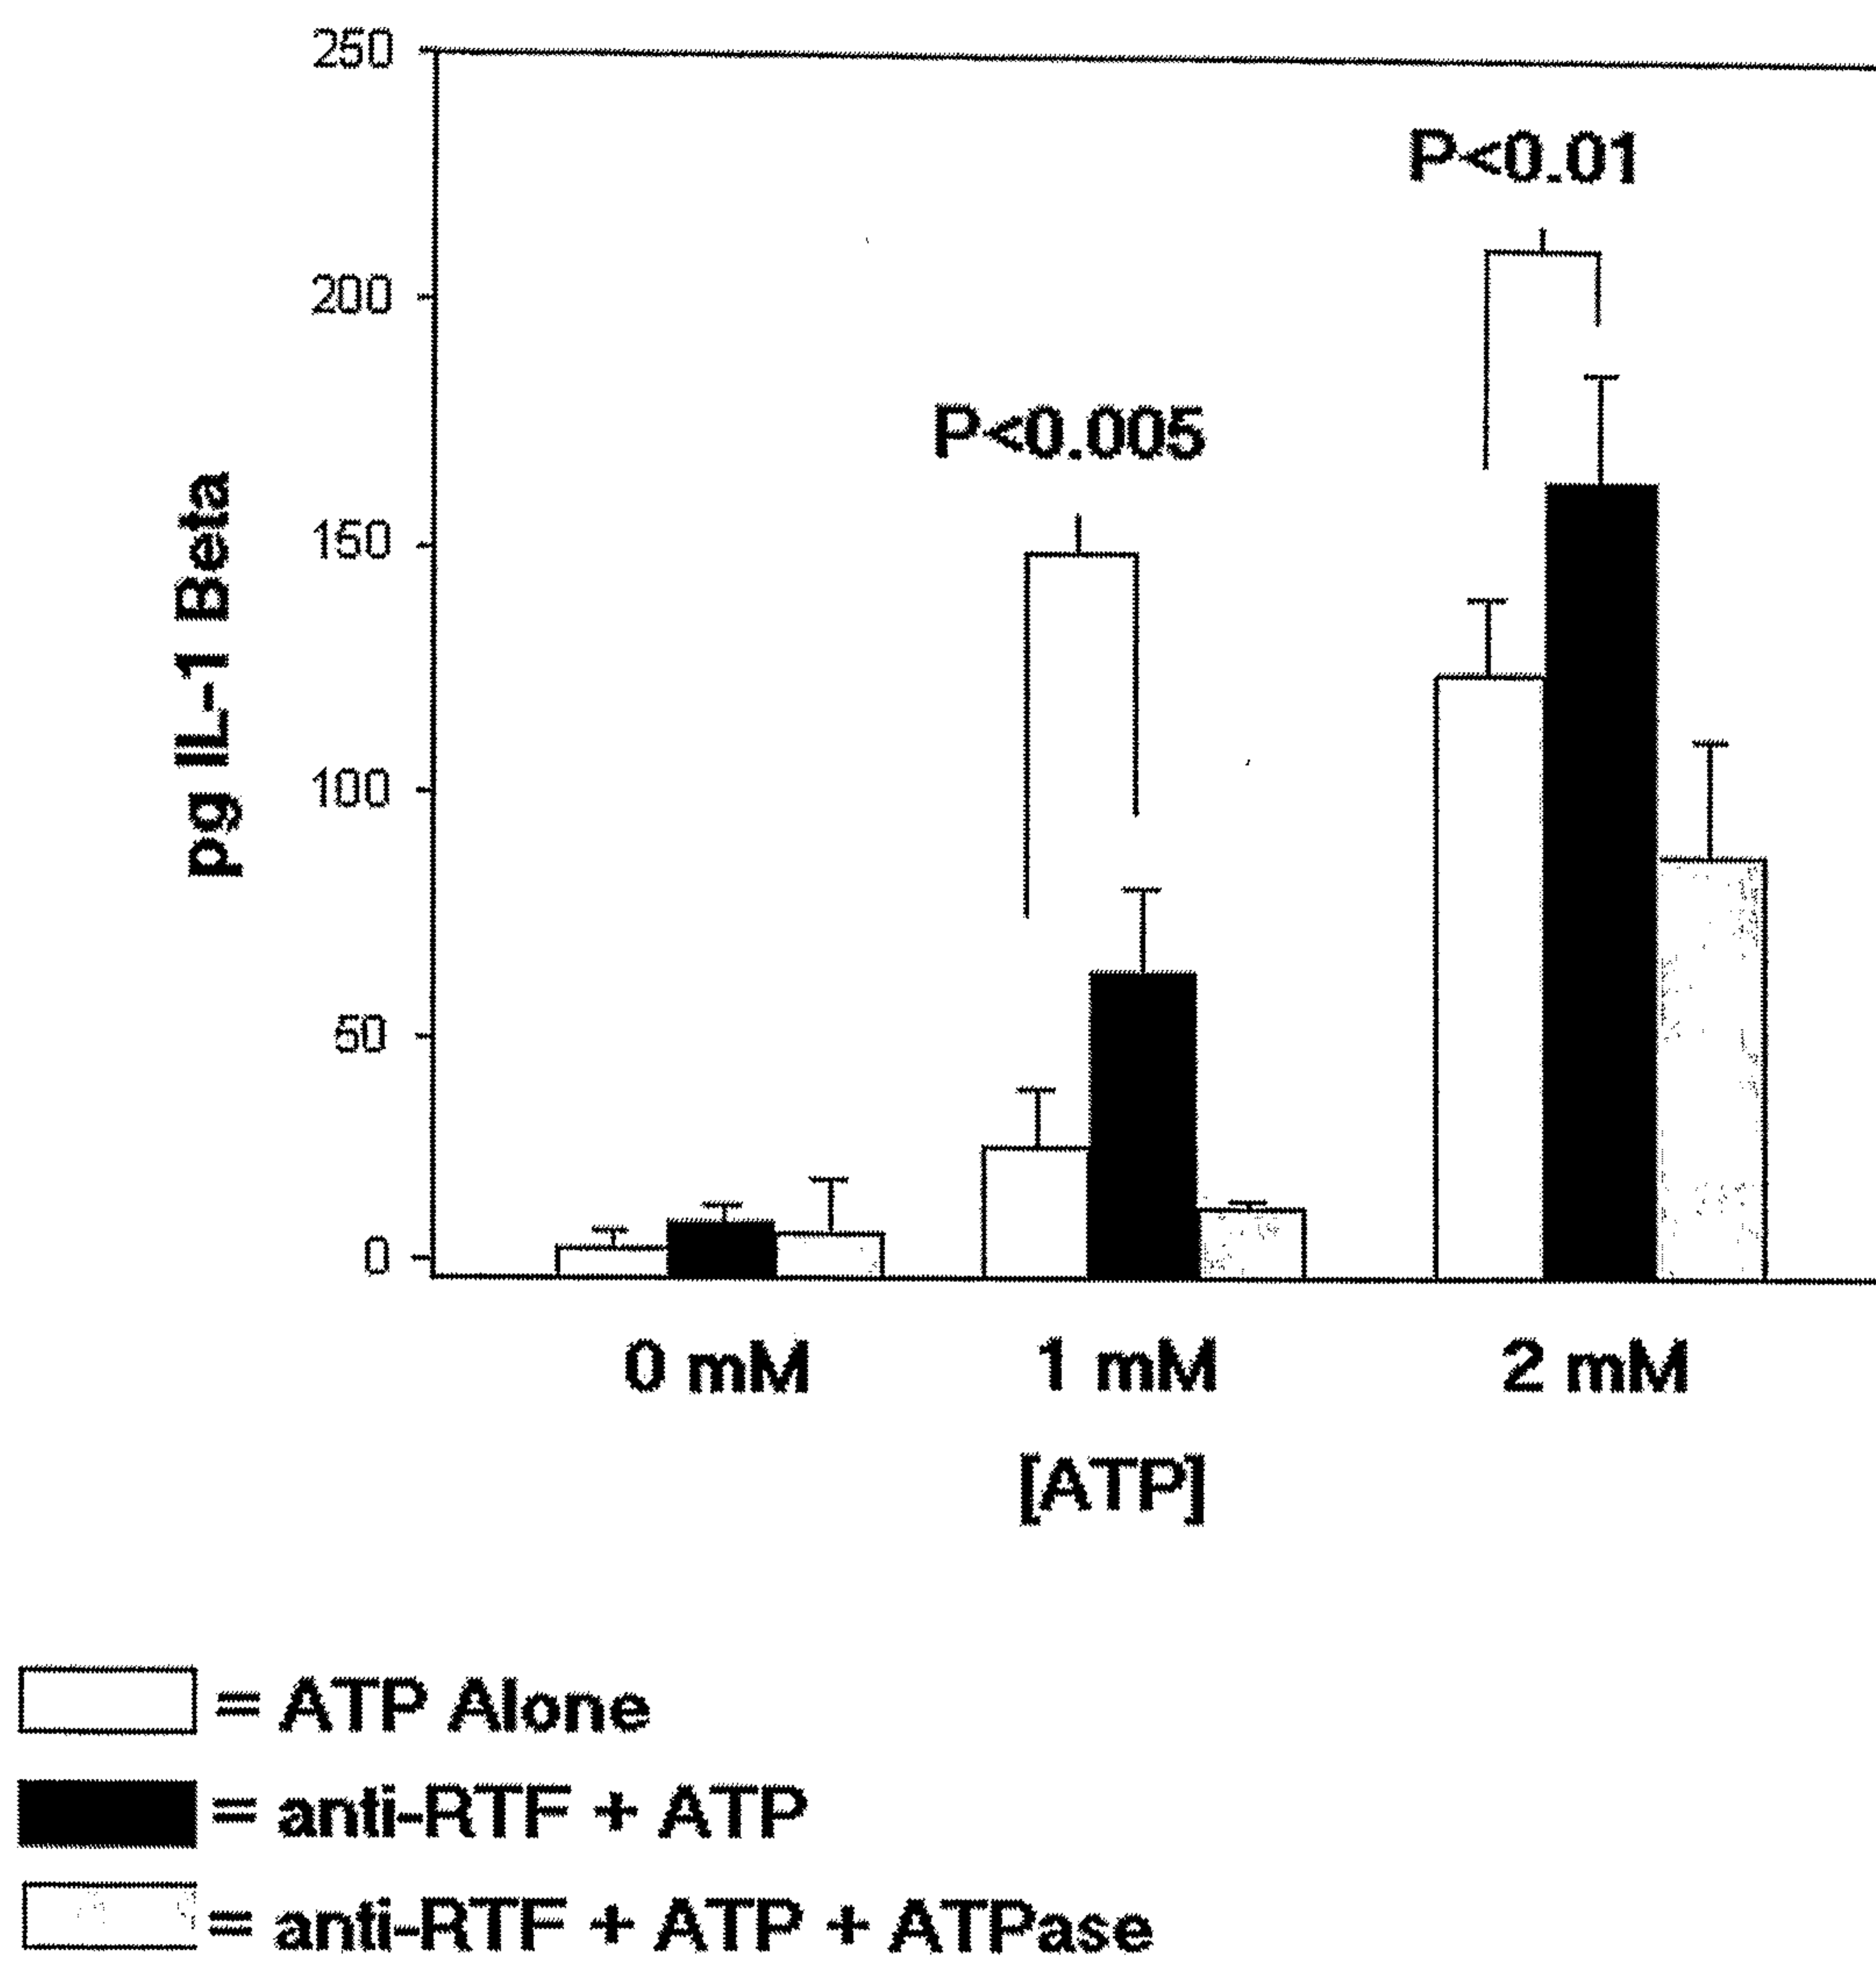 250
200
150
100
50
0
pg IL-1 Beta
P<0.005
P<0.01
0 mM
1 mM
2 mM
[ATP]
= ATP Alone
= anti-RTF + ATP
= anti-RTF + ATP + ATPase